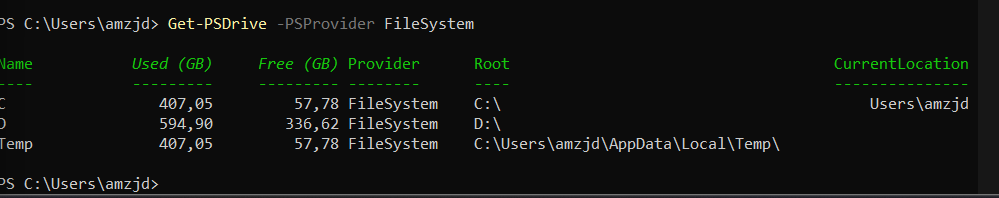 PS C:\Users\amzjd> Get-PSDrive -PSProvider FileSystem
Name Used (GB) Free (GB) Provider Root CurrentLocation
---- --------- --------- -------- ---- ---------------
C 407,05 57,78 FileSystem C:\ Users\amzjd
D 594,90 336,62 FileSystem D:\
Temp 407,05 57,78 FileSystem C:\Users\amzjd\AppData\Local\Temp\
PS C:\Users\amzjd>